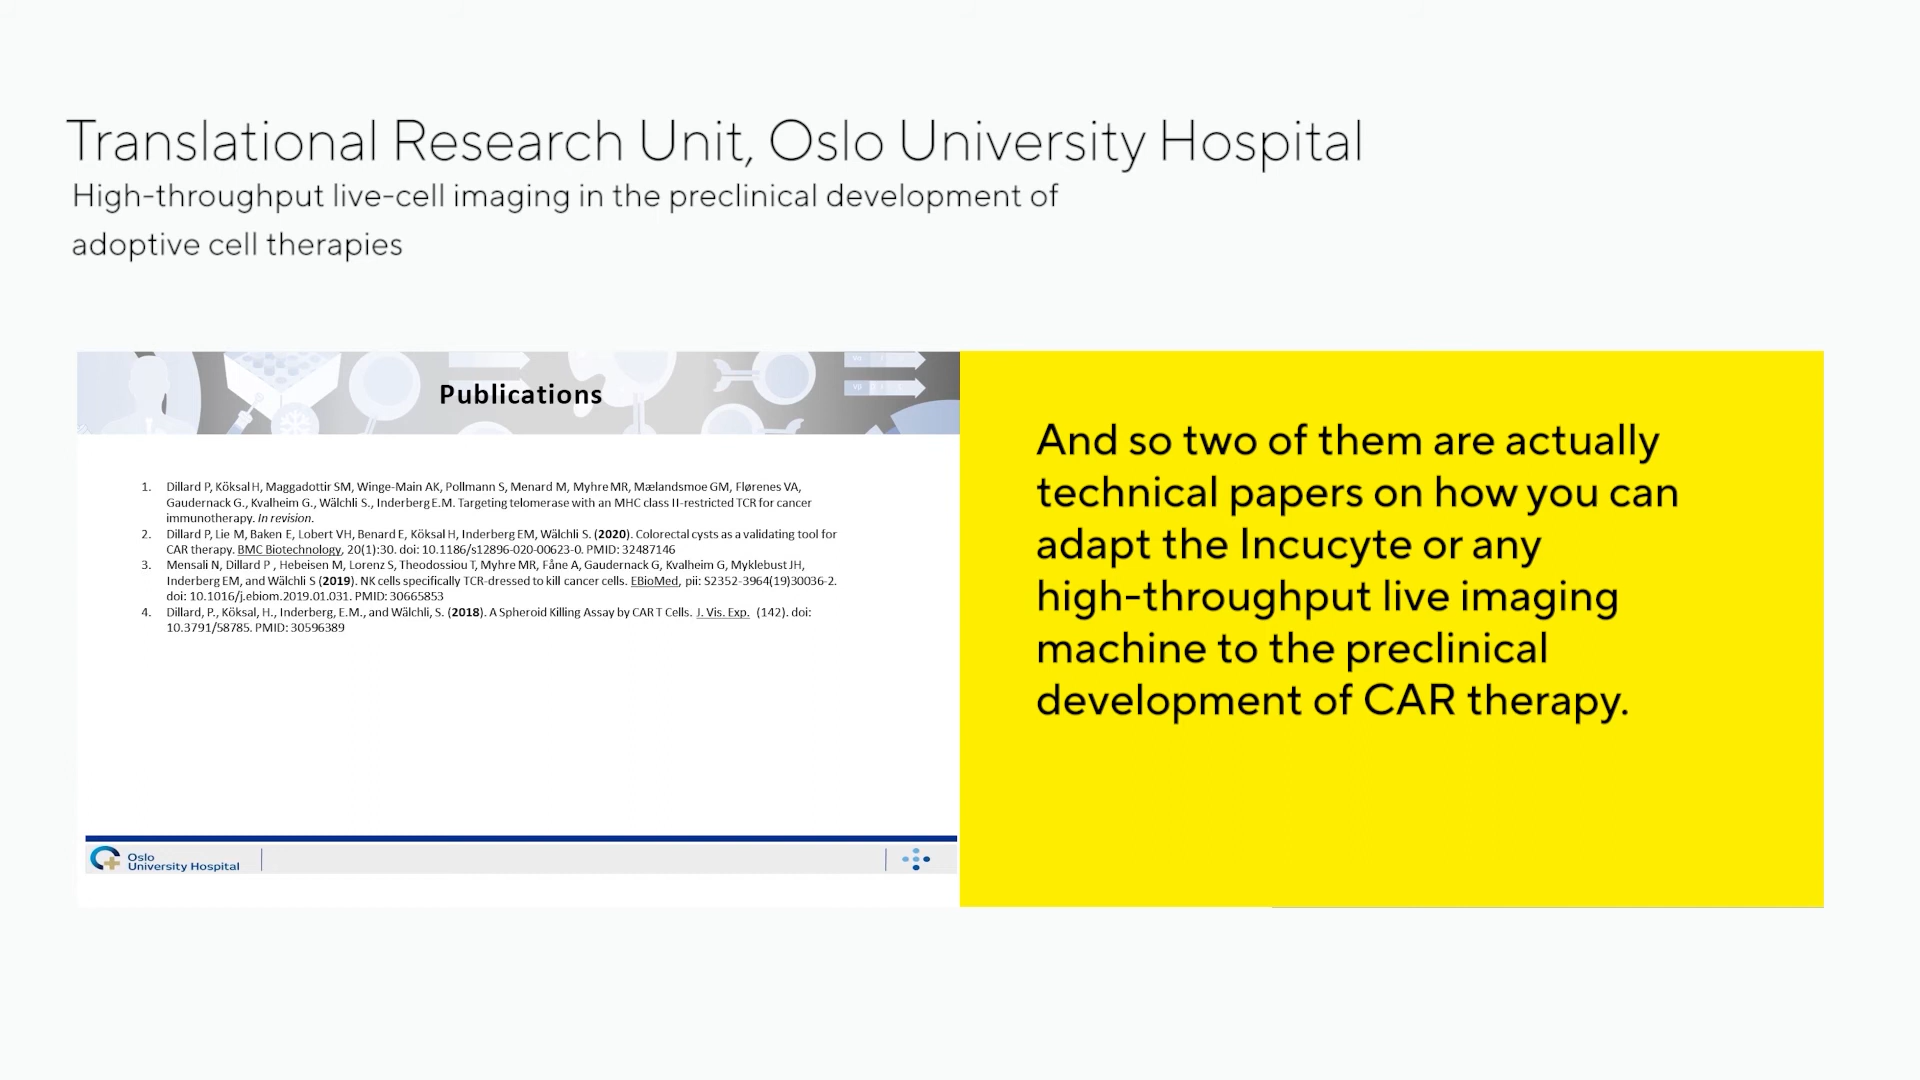 Translational Research Unit, Oslo University Hospital
High-throughput live-cell imaging in the preclinical development of
adoptive cell therapies
Publications
1. Dillard P, Köksal H, Maggadottir SM, Winge-Main AK, Pollmann S, Menard M, Myhre MR, Mælandsmoe GM, Flørenes VA,
Gaudernack G., Kvalheim G., Wälchli S., Inderberg E.M. Targeting telomerase with an MHC class II-restricted TCR for cancer
immunotherapy. In revision.
2. Dillard P, Lie M, Baken E, Lobert VH, Benard E, Köksal H, Inderberg EM, Wälchli S. (2020). Colorectal cysts as a validating tool for
CAR therapy. BMC Biotechnology, 20(1):30. doi: 10.1186/s12896-020-00623-0. PMID: 32487146
3. Mensali N, Dillard P , Hebeisen M, Lorenz S, Theodossiou T, Myhre MR, Fåne A, Gaudernack G, Kvalheim G, Myklebust JH,
Inderberg EM, and Wälchli S (2019). NK cells specifically TCR-dressed to kill cancer cells. EBioMed, pii: S2352-3964(19)30036-2.
doi: 10.1016/j.ebiom.2019.01.031. PMID: 30665853
4. Dillard, P., Köksal, H., Inderberg, E.M., and Wälchli, S. (2018). A Spheroid Killing Assay by CAR T Cells. J. Vis. Exp. (142). doi:
10.3791/58785. PMID: 30596389
Oslo
University Hospital
And so two of them are actually
technical papers on how you can
adapt the Incucyte or any
high-throughput live imaging
machine to the preclinical
development of CAR therapy.